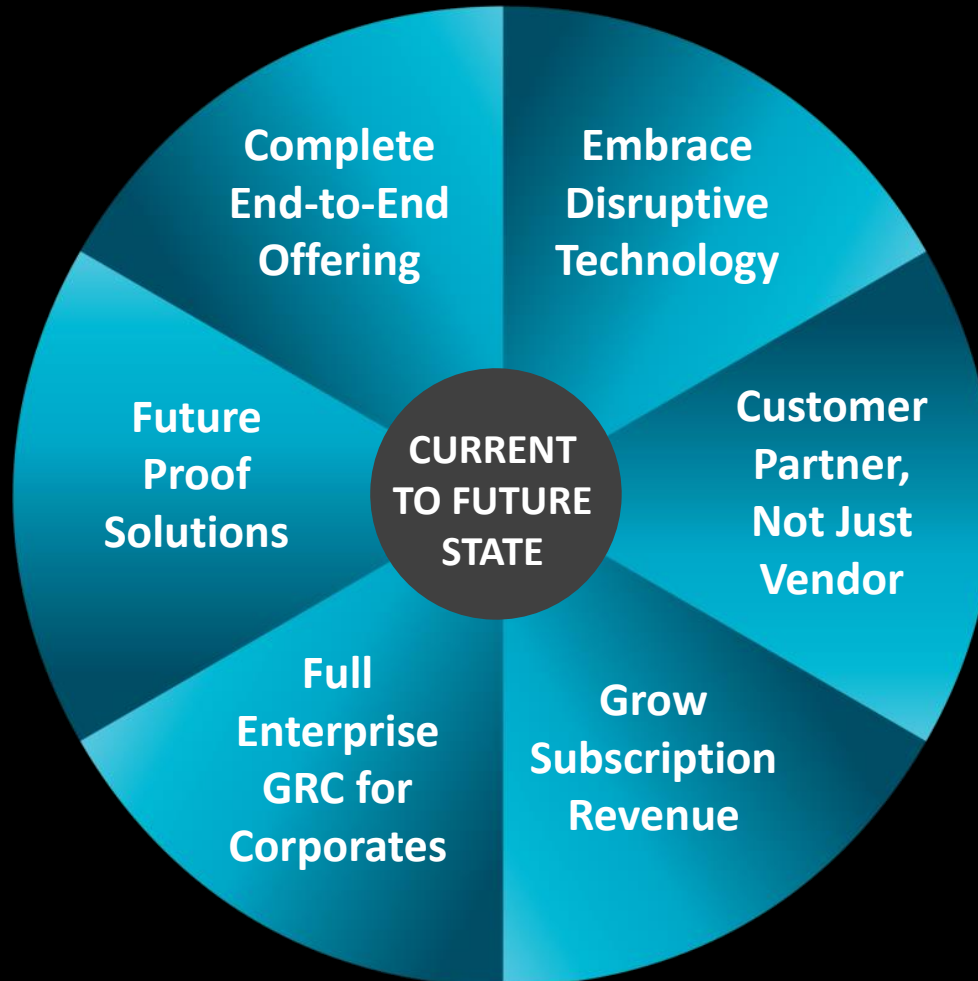 Complete
End-to-End
Offering
Embrace
Disruptive
Technology
Customer
Partner,
Not Just
Vendor
Grow
Subscription
Revenue
Full
Enterprise
GRC for
Corporates
Future
Proof
Solutions
CURRENT
TO FUTURE
STATE